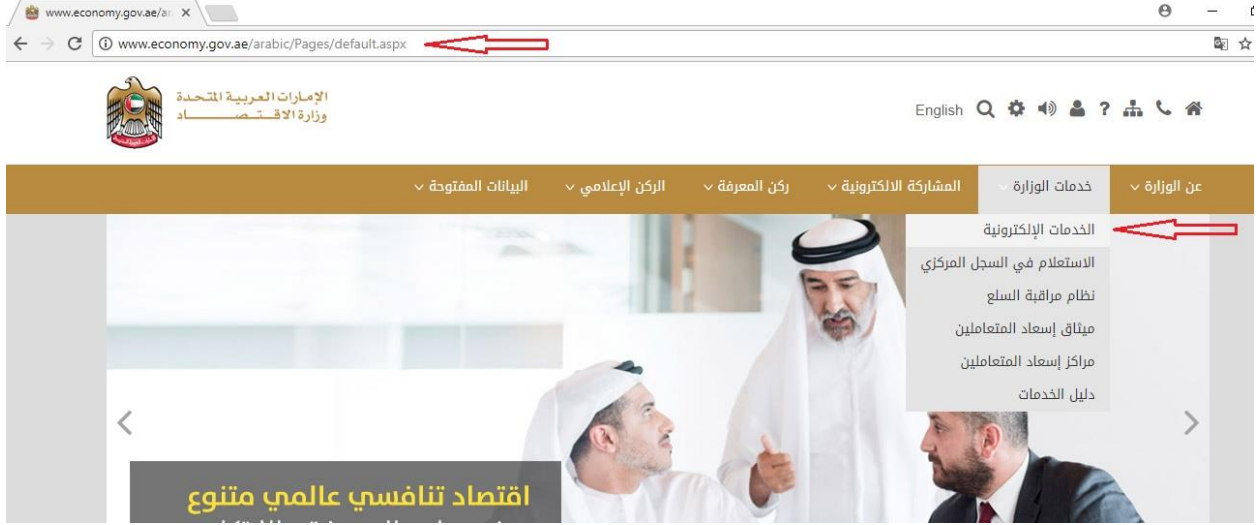 www.economy.gov.ae/ar
www.economy.gov.ae/arabic/Pages/default.aspx
الإمارات العربية المتحدة
وزارة الاقتصاد
English ?
عن الوزارة
خدمات الوزارة
المشاركة الالكترونية
ركن المعرفة
الركن الإعلامي
البيانات المفتوحة
الخدمات الإلكترونية
الاستعلام في السجل المركزي
نظام مراقبة السلع
ميثاق إسعاد المتعاملين
مراكز إسعاد المتعاملين
دليل الخدمات
اقتصاد تنافسي عالمي متنوع